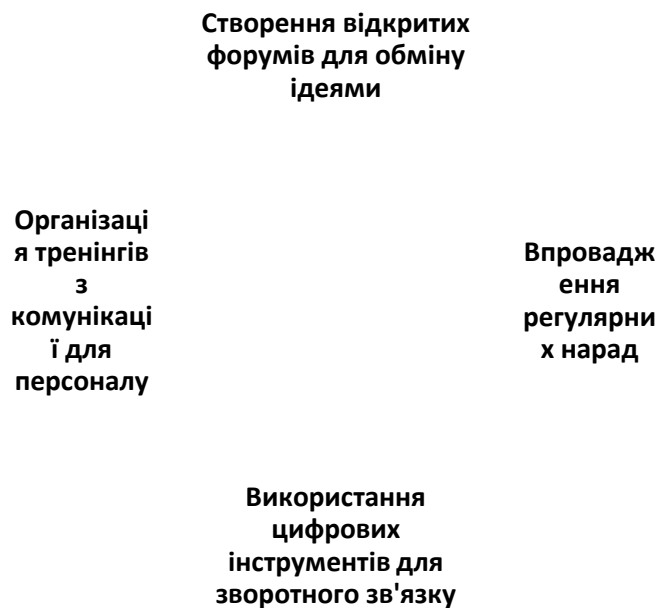 Створення відкритих
форумів для обміну
ідеями
Організаці
я тренінгів
з
комунікаці
ї для
персоналу
Впровадж
ення
регулярни
х нарад
Використання
цифрових
інструментів для
зворотного зв'язку